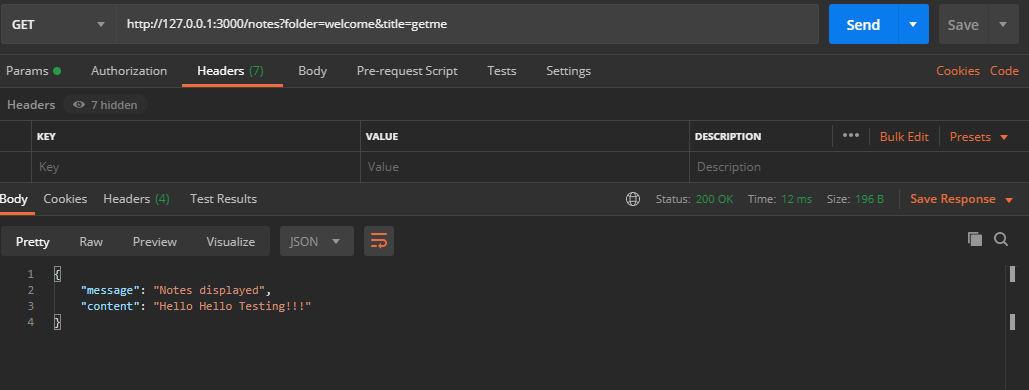 GET http://127.0.0.1:3000/notes?folder=welcome&title=getme Send Save
Params Authorization Headers (7) Body Pre-request Script Tests Settings Cookies Code
Headers 7 hidden
KEY VALUE DESCRIPTION ••• Bulk Edit Presets
Key Value Description
Body Cookies Headers (4) Test Results Status: 200 OK Time: 12 ms Size: 196 B Save Response
Pretty Raw Preview Visualize JSON
1 {
2 "message": "Notes displayed",
3 "content": "Hello Hello Testing!!!"
4 }